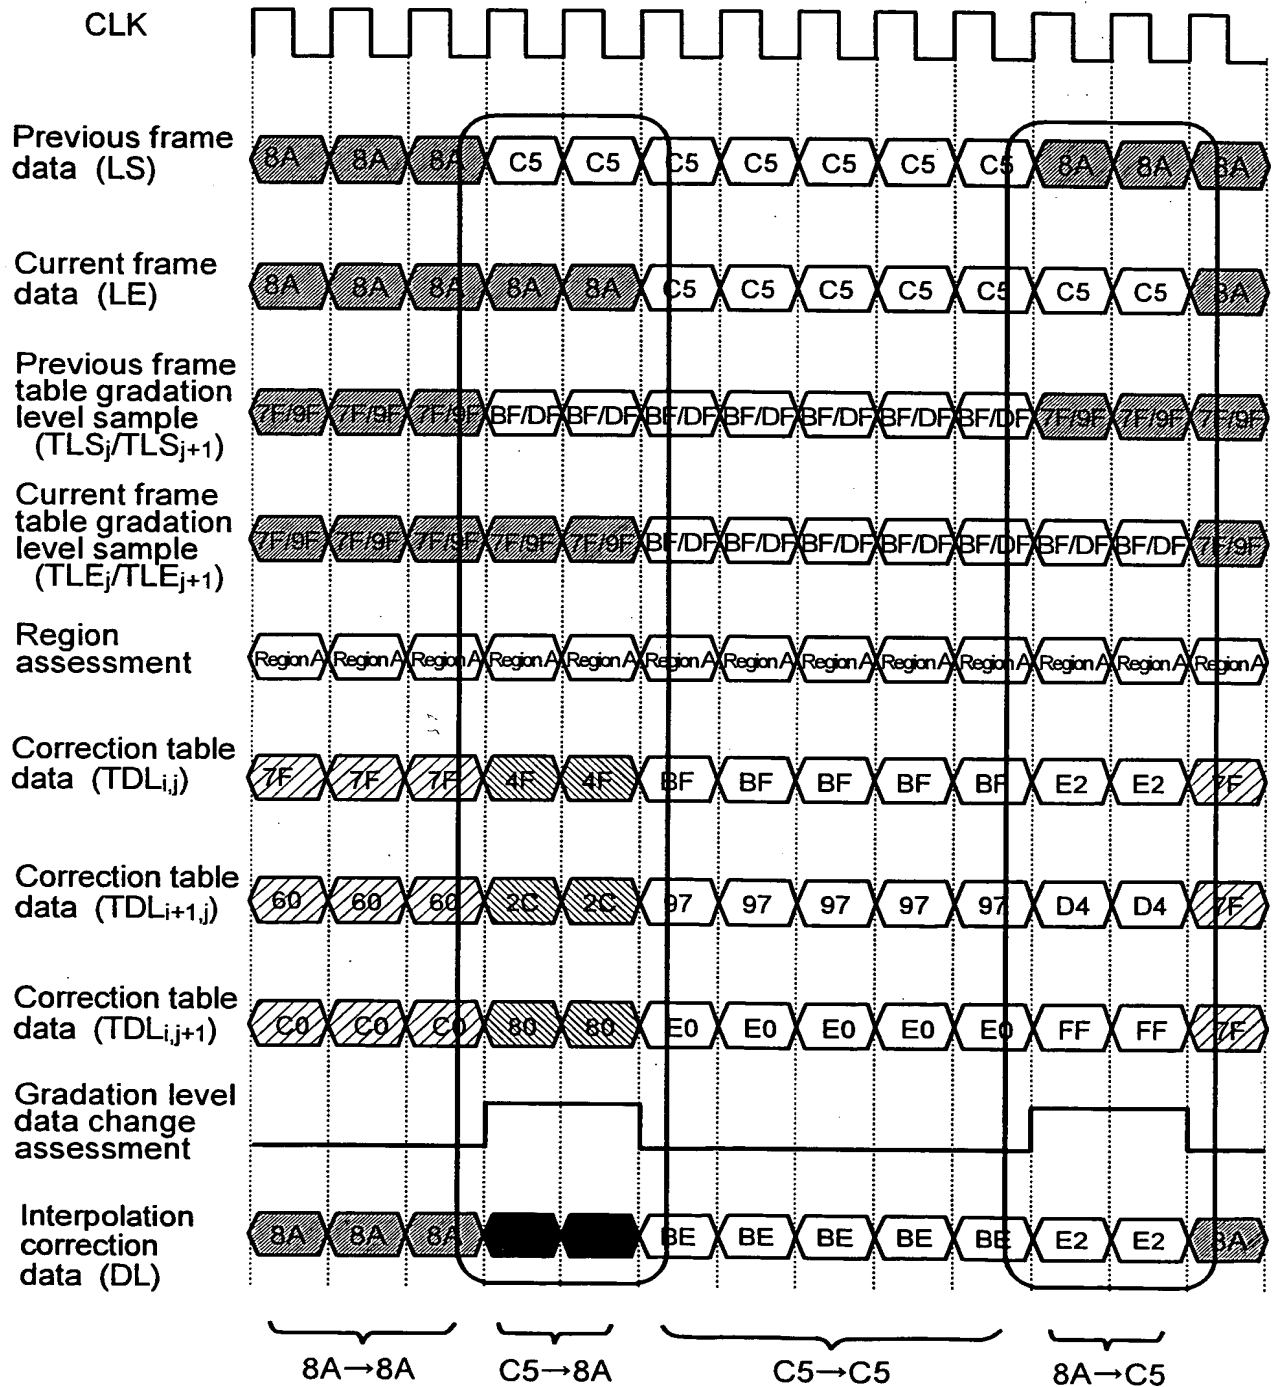 CLK
Previous frame
data (LS)
8A 8A 8A C5 C5 C5 C5 C5 C5 C5 8A 8A 8A
Current frame
data (LE)
8A 8A 8A 8A 8A C5 C5 C5 C5 C5 C5 C5 8A
Previous frame
table gradation
level sample
(TLSj/TLSj+1)
7F/9F 7F/9F 7F/9F BF/DF BF/DF BF/DF BF/DF BF/DF BF/DF BF/DF 7F/9F 7F/9F 7F/9F
Current frame
table gradation
level sample
(TLEj/TLEj+1)
7F/9F 7F/9F 7F/9F 7F/9F 7F/9F BF/DF BF/DF BF/DF BF/DF BF/DF BF/DF BF/DF 7F/9F
Region
assessment
Region A Region A Region A Region A Region A Region A Region A Region A Region A Region A Region A Region A Region A
Correction table
data (TDLi,j)
7F 7F 7F 4F 4F BF BF BF BF BF E2 E2 7F
Correction table
data (TDLi+1,j)
60 60 60 2C 2C 97 97 97 97 97 D4 D4 7F
Correction table
data (TDLi,j+1)
C0 C0 C0 80 80 E0 E0 E0 E0 E0 FF FF 7F
Gradation level
data change
assessment
Interpolation
correction
data (DL)
8A 8A 8A BE BE BE BE BE E2 E2 8A
8A→8A C5→8A C5→C5 8A→C5